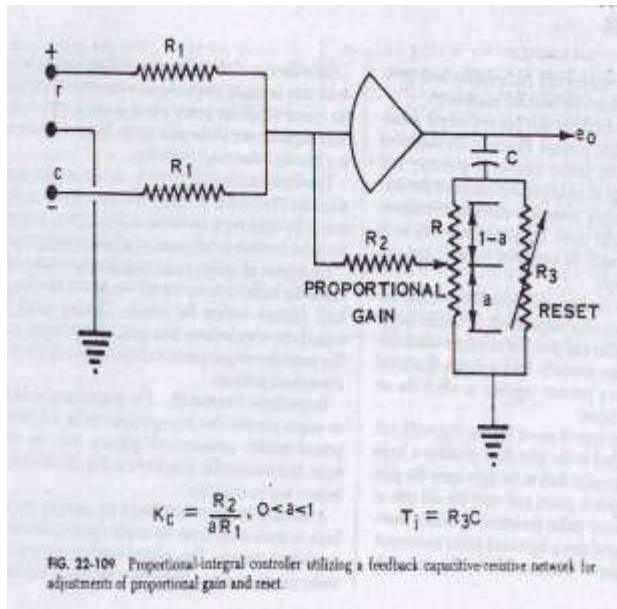 +
r
R1
c
−
R1
R2
PROPORTIONAL
GAIN
e0
C
R
1-a
a
R3
RESET
Kc = R2 / aR1 , 0<a<1
Ti = R3C
FIG. 22-109 Proportional-integral controller utilizing a feedback capacitive-resistive network for
adjustments of proportional gain and reset.